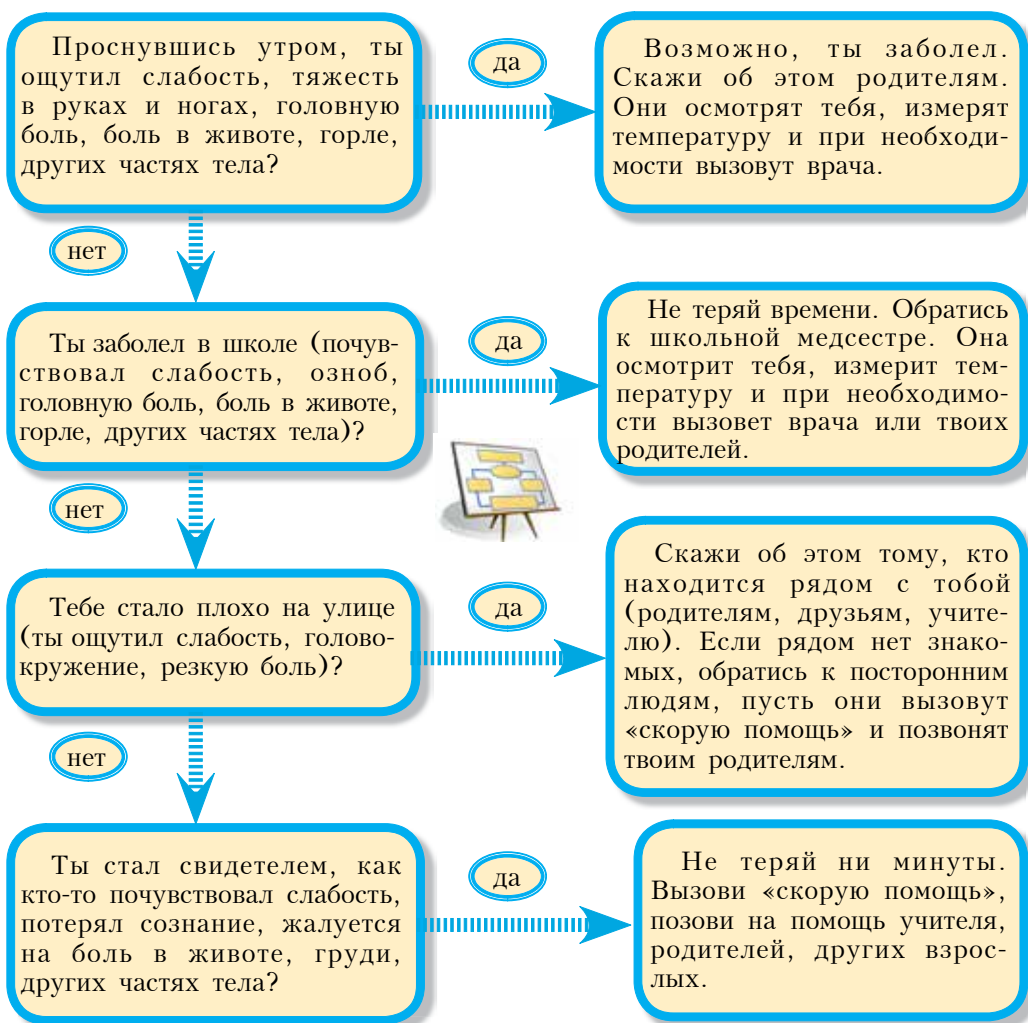 Проснувшись утром, ты
ощутил слабость, тяжесть
в руках и ногах, головную
боль, боль в животе, горле,
других частях тела?
да
Возможно, ты заболел.
Скажи об этом родителям.
Они осмотрят тебя, измерят
температуру и при необходи-
мости вызовут врача.
нет
Ты заболел в школе (почув-
ствовал слабость, озноб,
головную боль, боль в животе,
горле, других частях тела)?
да
Не теряй времени. Обратись
к школьной медсестре. Она
осмотрит тебя, измерит тем-
пературу и при необходимо-
сти вызовет врача или твоих
родителей.
нет
Тебе стало плохо на улице
(ты ощутил слабость, голово-
кружение, резкую боль)?
да
Скажи об этом тому, кто
находится рядом с тобой
(родителям, друзьям, учите-
лю). Если рядом нет знако-
мых, обратись к посторонним
людям, пусть они вызовут
«скорую помощь» и позвонят
твоим родителям.
нет
Ты стал свидетелем, как
кто-то почувствовал слабость,
потерял сознание, жалуется
на боль в животе, груди,
других частях тела?
да
Не теряй ни минуты.
Вызови «скорую помощь»,
позови на помощь учителя,
родителей, других взрос-
лых.